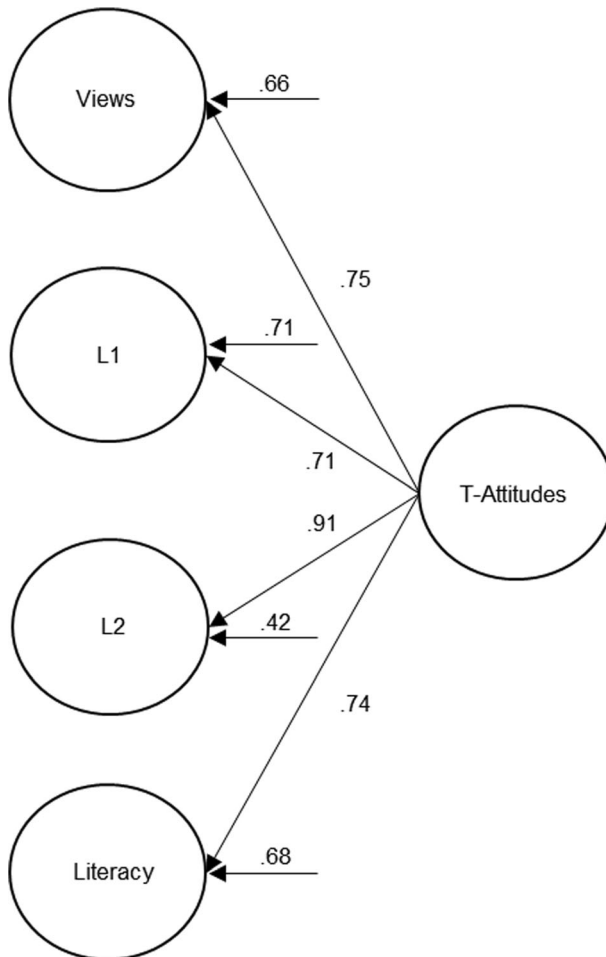 Views
.66
.75
L1
.71
.71
T-Attitudes
L2
.91
.42
.74
Literacy
.68